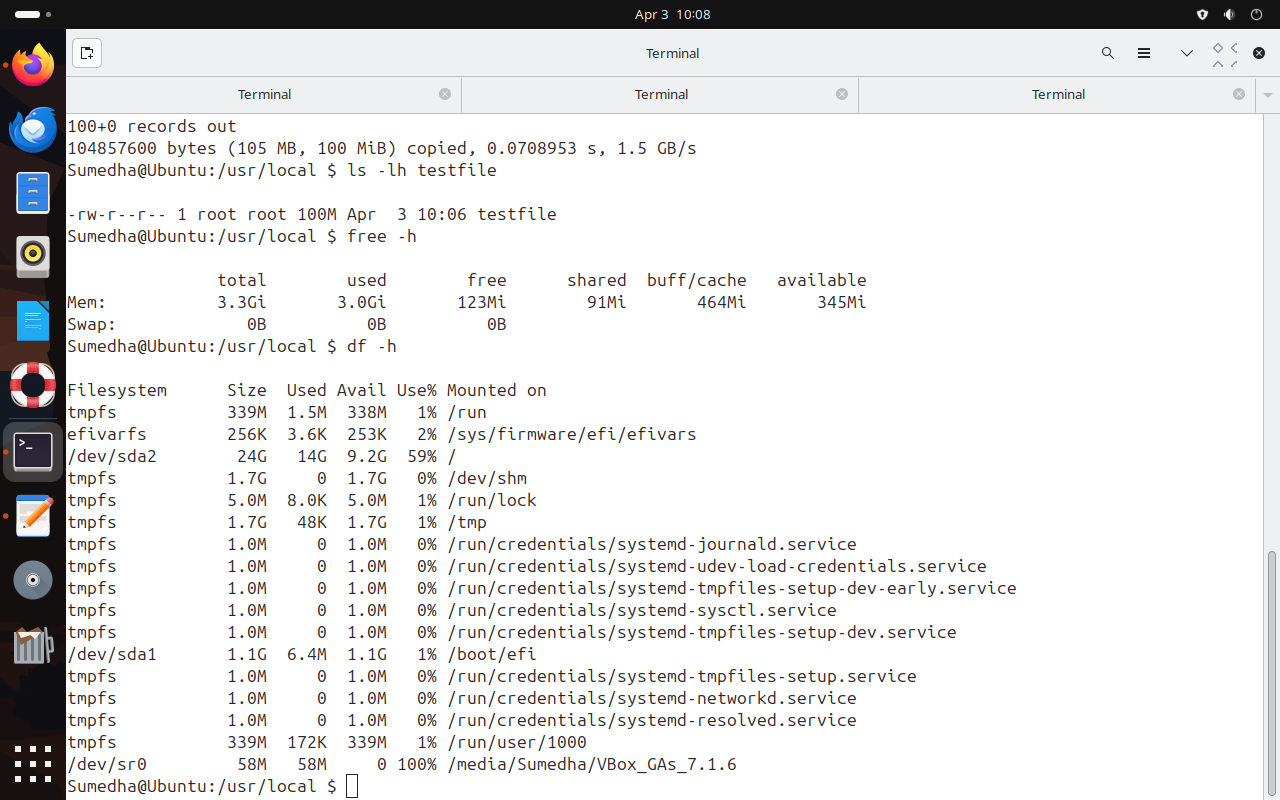 Apr 3 10:08
Terminal
Terminal
Terminal
Terminal
100+0 records out
104857600 bytes (105 MB, 100 MiB) copied, 0.0708953 s, 1.5 GB/s
Sumedha@Ubuntu:/usr/local $ ls -lh testfile
-rw-r--r-- 1 root root 100M Apr  3 10:06 testfile
Sumedha@Ubuntu:/usr/local $ free -h
               total        used        free      shared  buff/cache   available
Mem:           3.3Gi       3.0Gi       123Mi        91Mi       464Mi       345Mi
Swap:             0B          0B          0B
Sumedha@Ubuntu:/usr/local $ df -h
Filesystem      Size  Used Avail Use% Mounted on
tmpfs           339M  1.5M  338M   1% /run
efivarfs        256K  3.6K  253K   2% /sys/firmware/efi/efivars
/dev/sda2        24G   14G  9.2G  59% /
tmpfs           1.7G     0  1.7G   0% /dev/shm
tmpfs           5.0M  8.0K  5.0M   1% /run/lock
tmpfs           1.7G   48K  1.7G   1% /tmp
tmpfs           1.0M     0  1.0M   0% /run/credentials/systemd-journald.service
tmpfs           1.0M     0  1.0M   0% /run/credentials/systemd-udev-load-credentials.service
tmpfs           1.0M     0  1.0M   0% /run/credentials/systemd-tmpfiles-setup-dev-early.service
tmpfs           1.0M     0  1.0M   0% /run/credentials/systemd-sysctl.service
tmpfs           1.0M     0  1.0M   0% /run/credentials/systemd-tmpfiles-setup-dev.service
/dev/sda1       1.1G  6.4M  1.1G   1% /boot/efi
tmpfs           1.0M     0  1.0M   0% /run/credentials/systemd-tmpfiles-setup.service
tmpfs           1.0M     0  1.0M   0% /run/credentials/systemd-networkd.service
tmpfs           1.0M     0  1.0M   0% /run/credentials/systemd-resolved.service
tmpfs           339M  172K  339M   1% /run/user/1000
/dev/sr0         58M   58M     0 100% /media/Sumedha/VBox_GAs_7.1.6
Sumedha@Ubuntu:/usr/local $